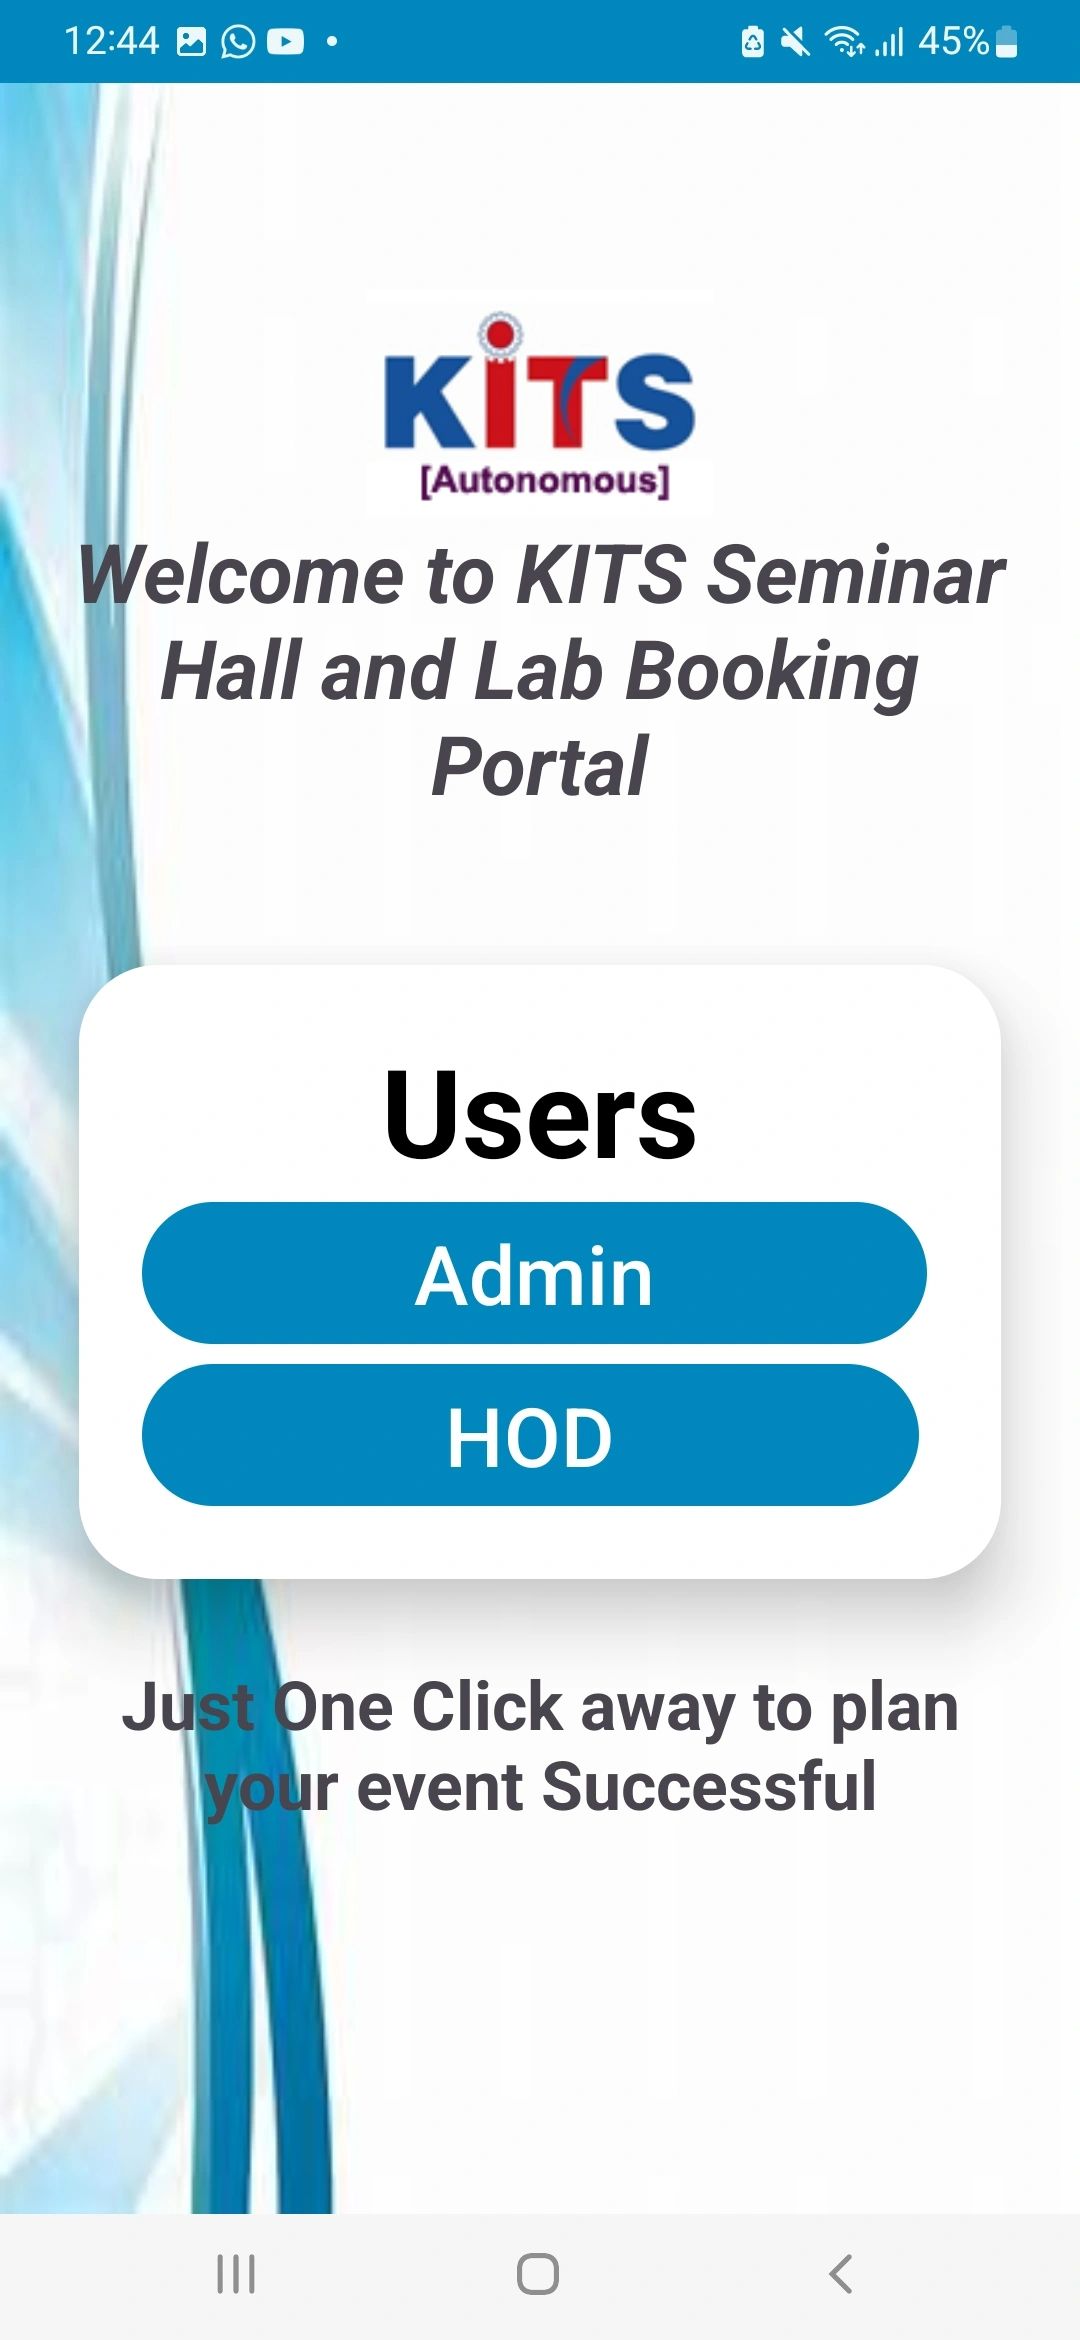 12:44
45%
KiTS
[Autonomous]
Welcome to KITS Seminar
Hall and Lab Booking
Portal
Users
Admin
HOD
Just One Click away to plan
your event Successful